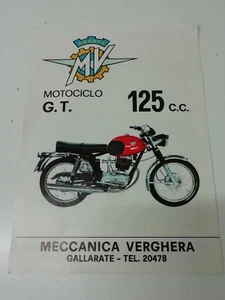 MV
MOTOCICLO
G.T. 125 c.c.
MECCANICA VERGHERA
GALLARATE - TEL. 20478